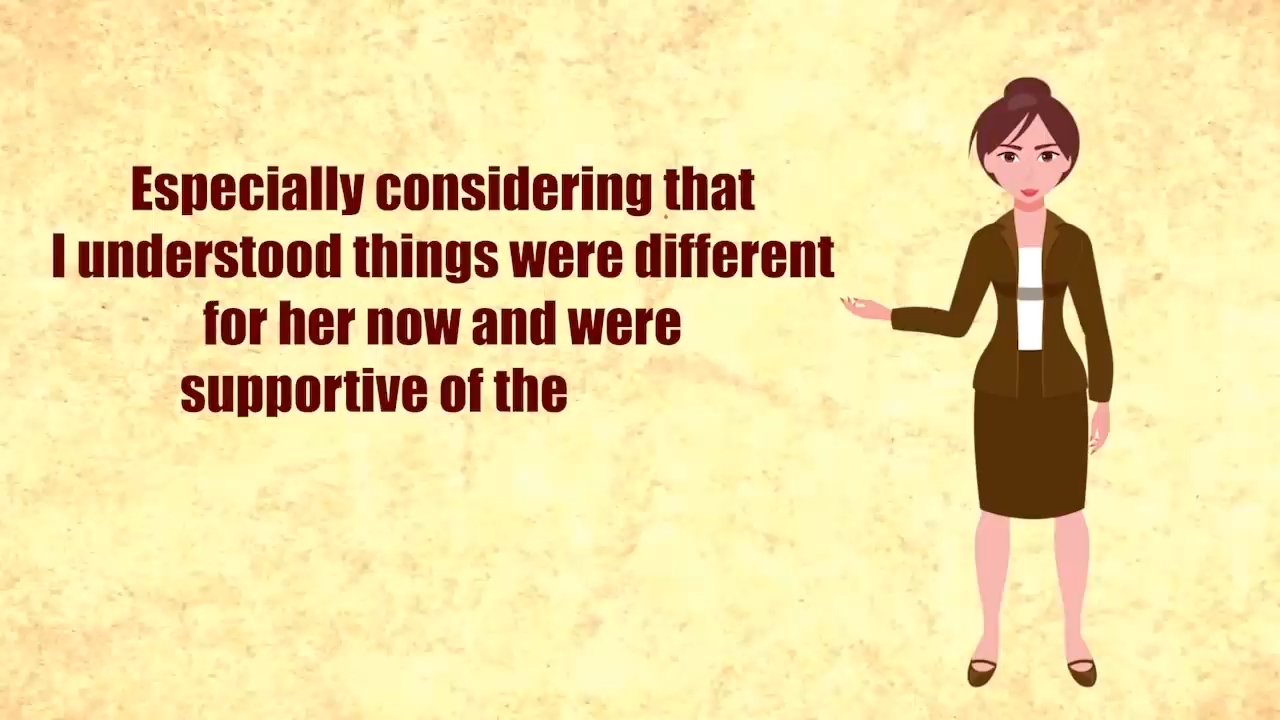 Especially considering that
I understood things were different
for her now and were
supportive of the